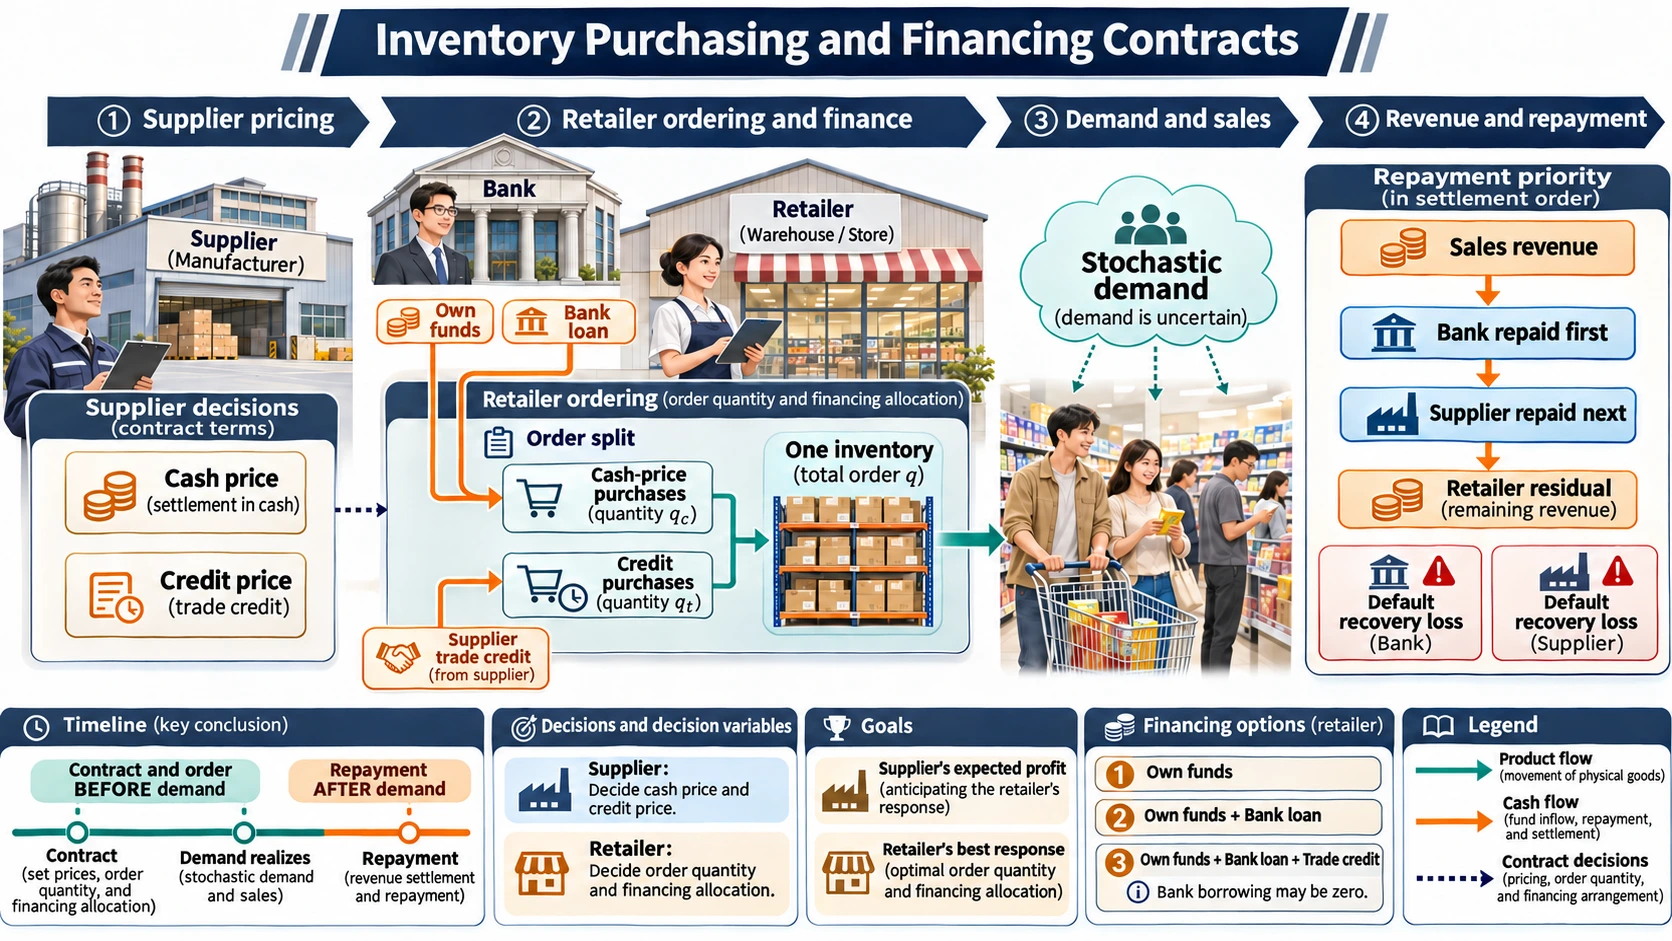 Inventory Purchasing and Financing Contracts
① Supplier pricing
② Retailer ordering and finance
③ Demand and sales
④ Revenue and repayment
Supplier
(Manufacturer)
Bank
Retailer
(Warehouse / Store)
Own
funds
Bank
loan
Supplier decisions
(contract terms)
Cash price
(settlement in cash)
Credit price
(trade credit)
Retailer ordering (order quantity and financing allocation)
Order split
Cash-price
purchases
(quantity q_c)
Credit
purchases
(quantity q_t)
Supplier
trade credit
(from supplier)
One inventory
(total order q)
Stochastic
demand
(demand is uncertain)
Repayment priority
(in settlement order)
Sales revenue
Bank repaid first
Supplier repaid next
Retailer residual
(remaining revenue)
Default
recovery loss
(Bank)
Default
recovery loss
(Supplier)
Timeline (key conclusion)
Contract and order
BEFORE demand
Repayment
AFTER demand
Contract
(set prices, order
quantity, and
financing allocation)
Demand realizes
(stochastic demand
and sales)
Repayment
(revenue settlement
and repayment)
Decisions and decision variables
Supplier:
Decide cash price and
credit price.
Retailer:
Decide order quantity
and financing allocation.
Goals
Supplier's expected profit
(anticipating the retailer's
response)
Retailer's best response
(optimal order quantity
and financing allocation)
Financing options (retailer)
1 Own funds
2 Own funds + Bank loan
3 Own funds + Bank loan + Trade credit
i Bank borrowing may be zero.
Legend
Product flow
(movement of physical goods)
Cash flow
(fund inflow, repayment,
and settlement)
Contract decisions
(pricing, order quantity,
and financing arrangement)